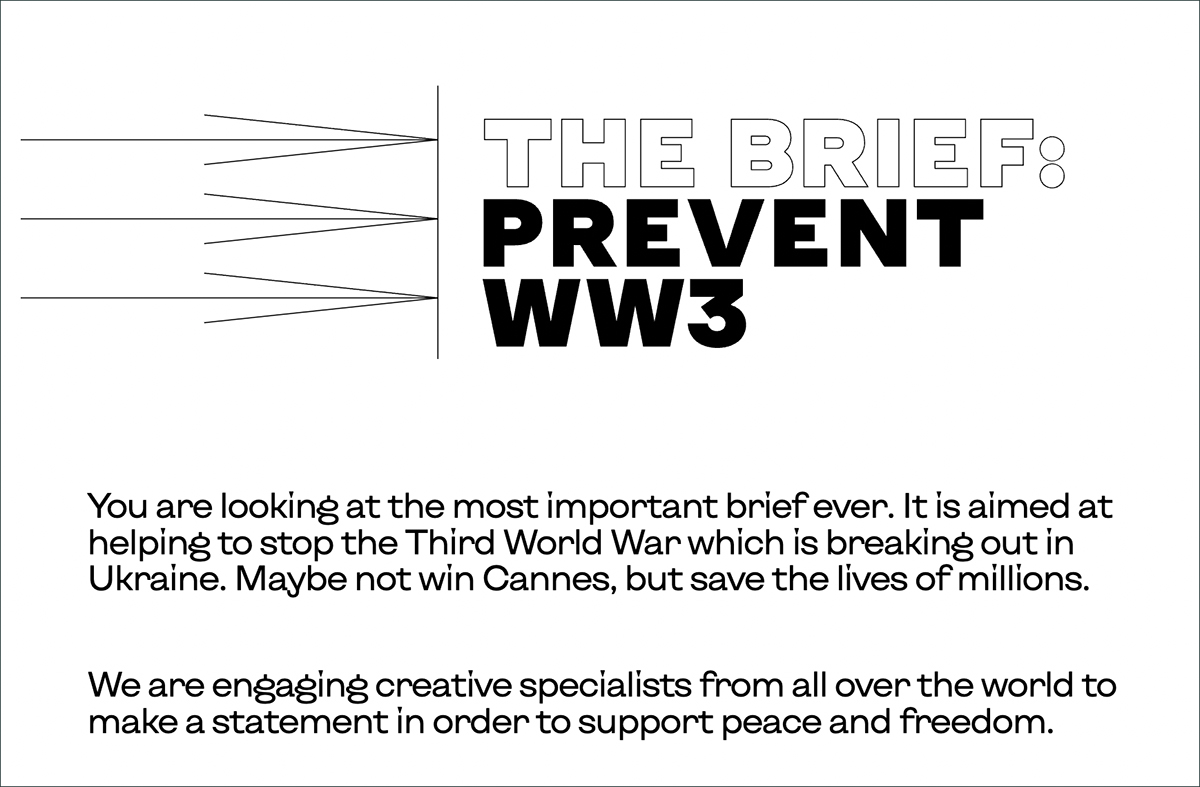 THE BRIEF:
PREVENT
WW3
You are looking at the most important brief ever. It is aimed at
helping to stop the Third World War which is breaking out in
Ukraine. Maybe not win Cannes, but save the lives of millions.
We are engaging creative specialists from all over the world to
make a statement in order to support peace and freedom.